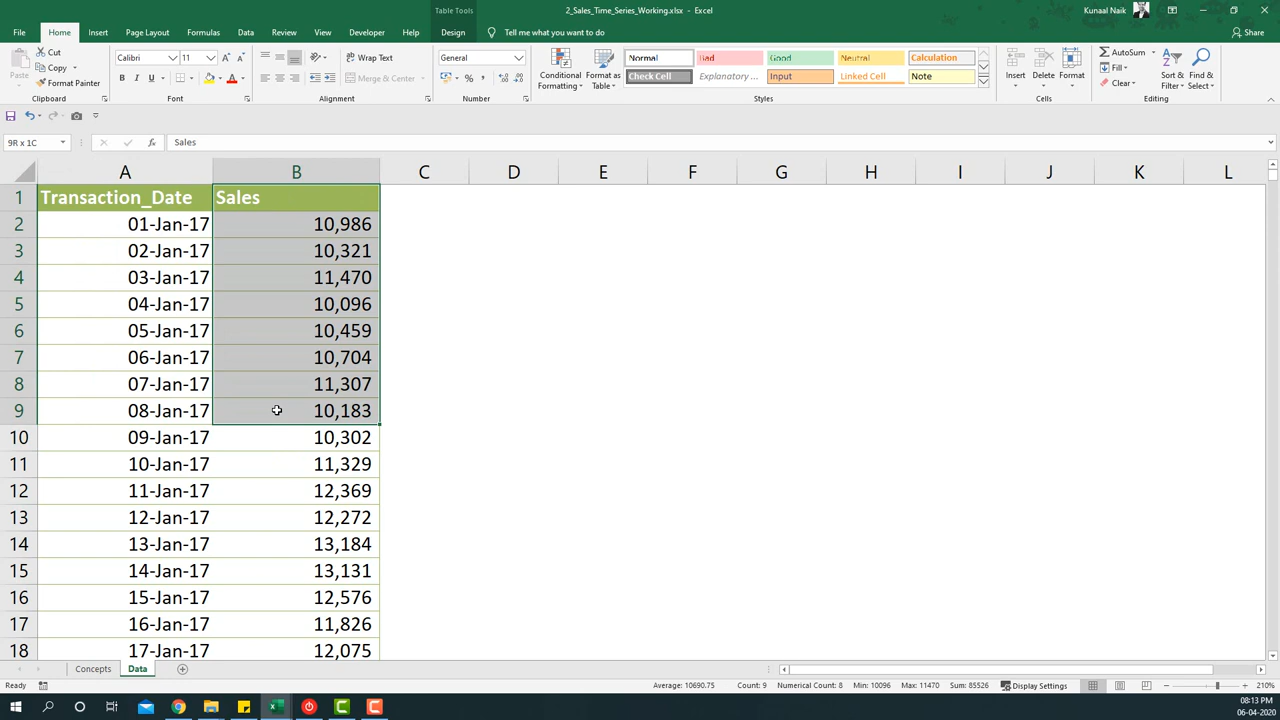 Table Tools
2_Sales_Time_Series_Working.xlsx - Excel
Kunaal Naik
File Home Insert Page Layout Formulas Data Review View Developer Help Design Tell me what you want to do Share
Paste
Cut
Copy
Format Painter
Clipboard
Calibri 11
B I U
Font
Wrap Text
Merge & Center
Alignment
General
Number
Conditional Formatting
Format as Table
Normal Bad Good Neutral Calculation
Check Cell Explanatory ... Input Linked Cell Note
Styles
Insert Delete Format
Cells
AutoSum
Fill
Clear
Sort & Filter
Find & Select
Editing
9R x 1C fx Sales
A B C D E F G H I J K L
1 Transaction_Date Sales
2 01-Jan-17 10,986
3 02-Jan-17 10,321
4 03-Jan-17 11,470
5 04-Jan-17 10,096
6 05-Jan-17 10,459
7 06-Jan-17 10,704
8 07-Jan-17 11,307
9 08-Jan-17 10,183
10 09-Jan-17 10,302
11 10-Jan-17 11,329
12 11-Jan-17 12,369
13 12-Jan-17 12,272
14 13-Jan-17 13,184
15 14-Jan-17 13,131
16 15-Jan-17 12,576
17 16-Jan-17 11,826
18 17-Jan-17 12,075
Concepts Data
Ready Average: 10690.75 Count: 9 Numerical Count: 8 Min: 10096 Max: 11470 Sum: 85526 Display Settings 210%
08:13 PM
06-04-2020